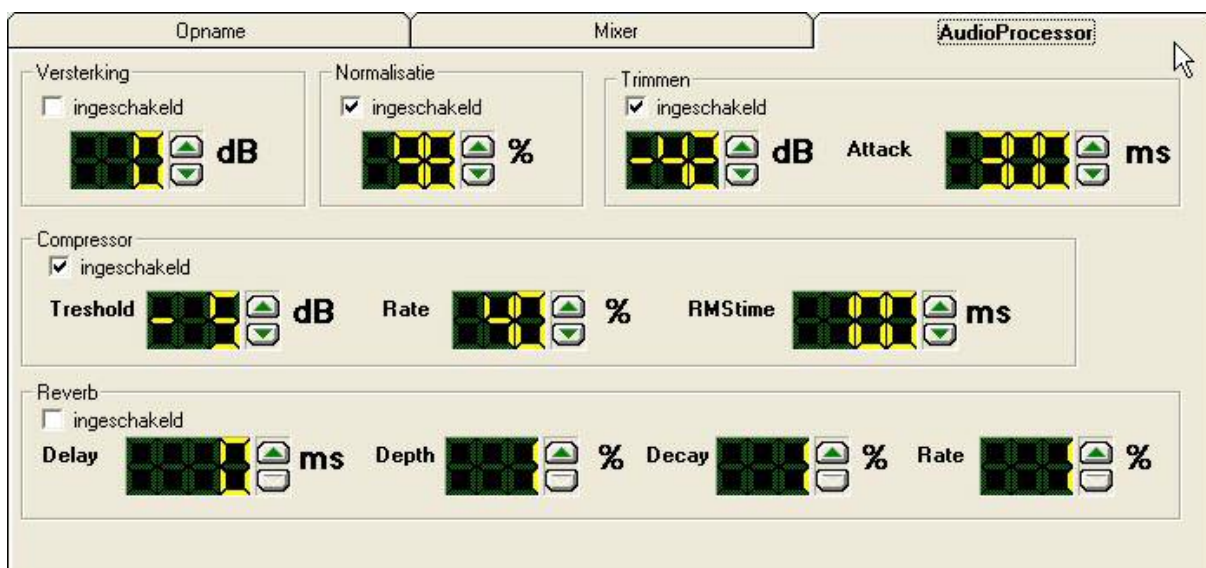 Opname Mixer AudioProcessor
Versterking Normalisatie Trimmen
ingeschakeld ingeschakeld ingeschakeld
dB % dB Attack ms
Compressor
ingeschakeld
Treshold dB Rate % RMStime ms
Reverb
ingeschakeld
Delay ms Depth % Decay % Rate %